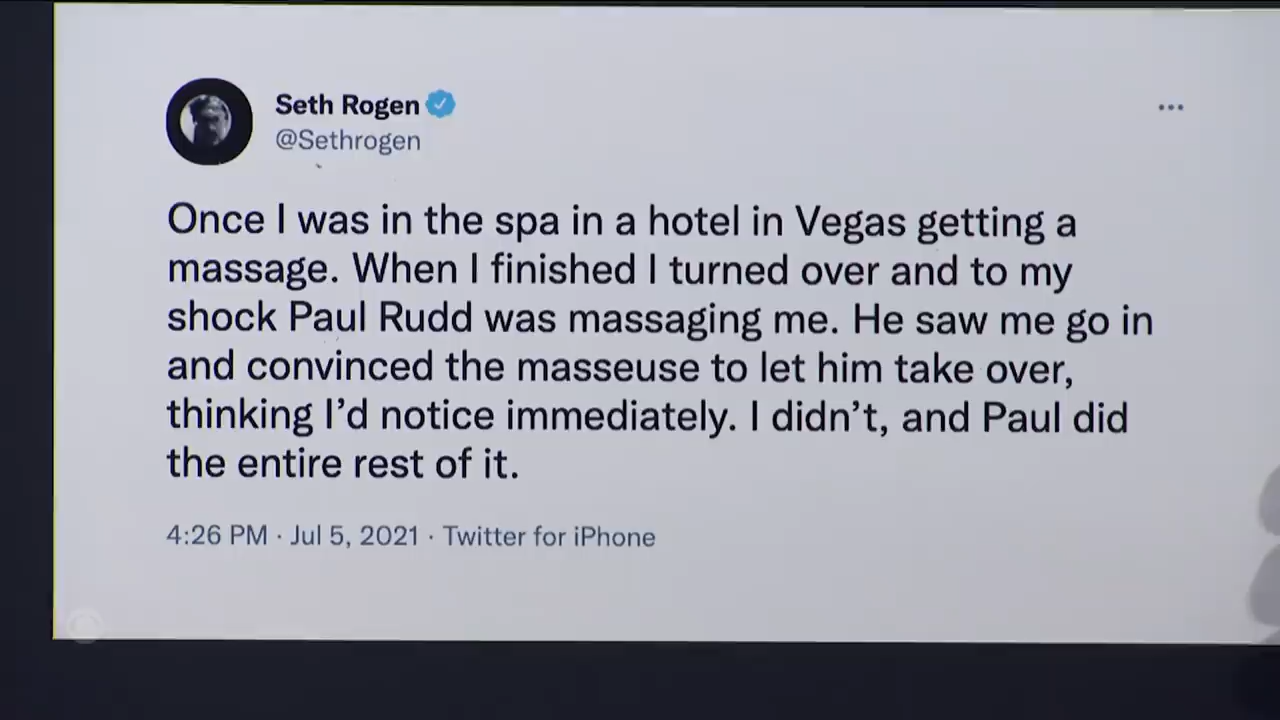 Seth Rogen
@Sethrogen
Once I was in the spa in a hotel in Vegas getting a
massage. When I finished I turned over and to my
shock Paul Rudd was massaging me. He saw me go in
and convinced the masseuse to let him take over,
thinking I’d notice immediately. I didn’t, and Paul did
the entire rest of it.
4:26 PM · Jul 5, 2021 · Twitter for iPhone